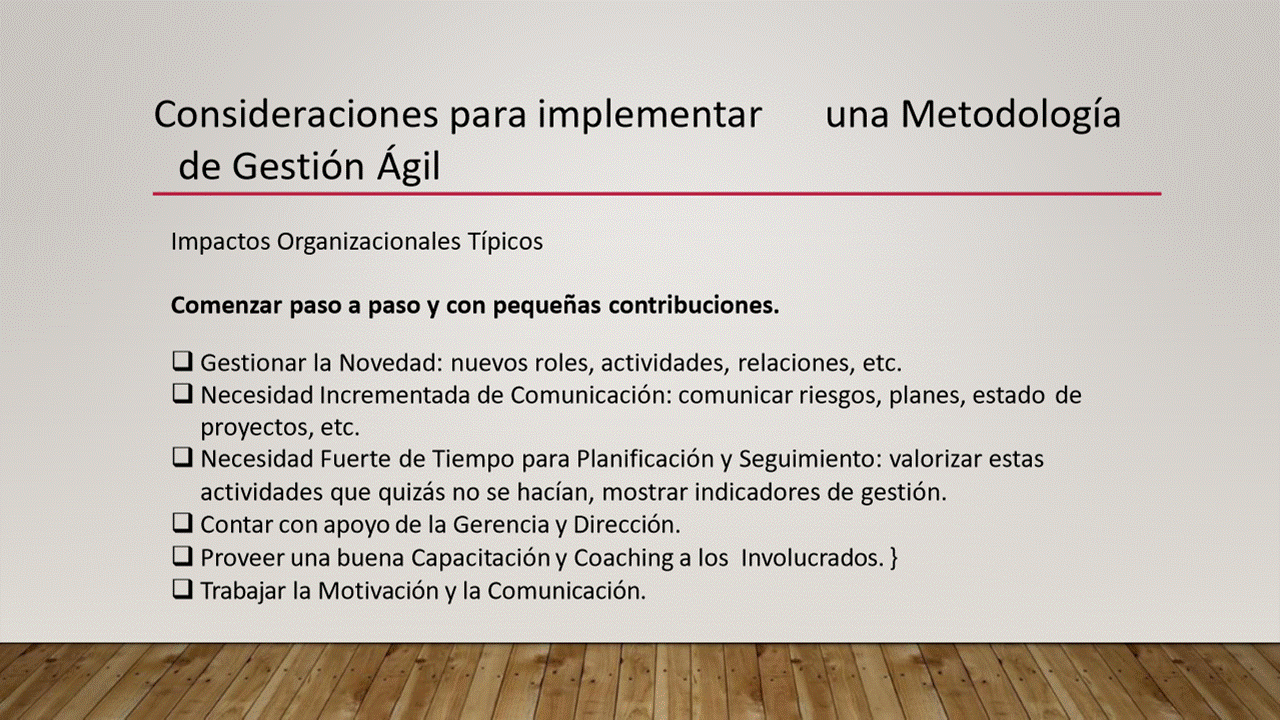 Consideraciones para implementar una Metodología
de Gestión Ágil
Impactos Organizacionales Típicos
Comenzar paso a paso y con pequeñas contribuciones.
❑ Gestionar la Novedad: nuevos roles, actividades, relaciones, etc.
❑ Necesidad Incrementada de Comunicación: comunicar riesgos, planes, estado de
proyectos, etc.
❑ Necesidad Fuerte de Tiempo para Planificación y Seguimiento: valorizar estas
actividades que quizás no se hacían, mostrar indicadores de gestión.
❑ Contar con apoyo de la Gerencia y Dirección.
❑ Proveer una buena Capacitación y Coaching a los Involucrados. }
❑ Trabajar la Motivación y la Comunicación.